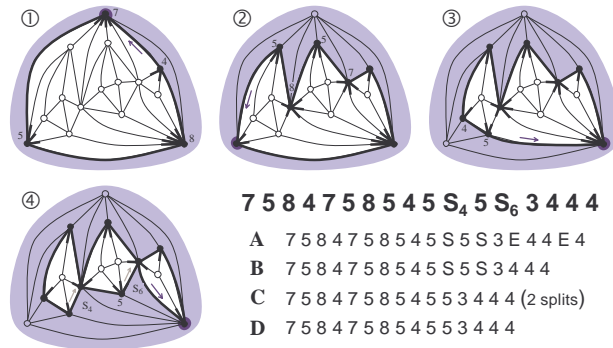 ① ② ③
7 4 5 8
5 5 7 8
4 5
④
S₄ 5 S₆
7 5 8 4 7 5 8 5 4 5 S₄ 5 S₆ 3 4 4 4
A 7 5 8 4 7 5 8 5 4 5 S 5 S 3 E 4 4 E 4
B 7 5 8 4 7 5 8 5 4 5 S 5 S 3 4 4 4
C 7 5 8 4 7 5 8 5 4 5 5 3 4 4 4 (2 splits)
D 7 5 8 4 7 5 8 5 4 5 5 3 4 4 4